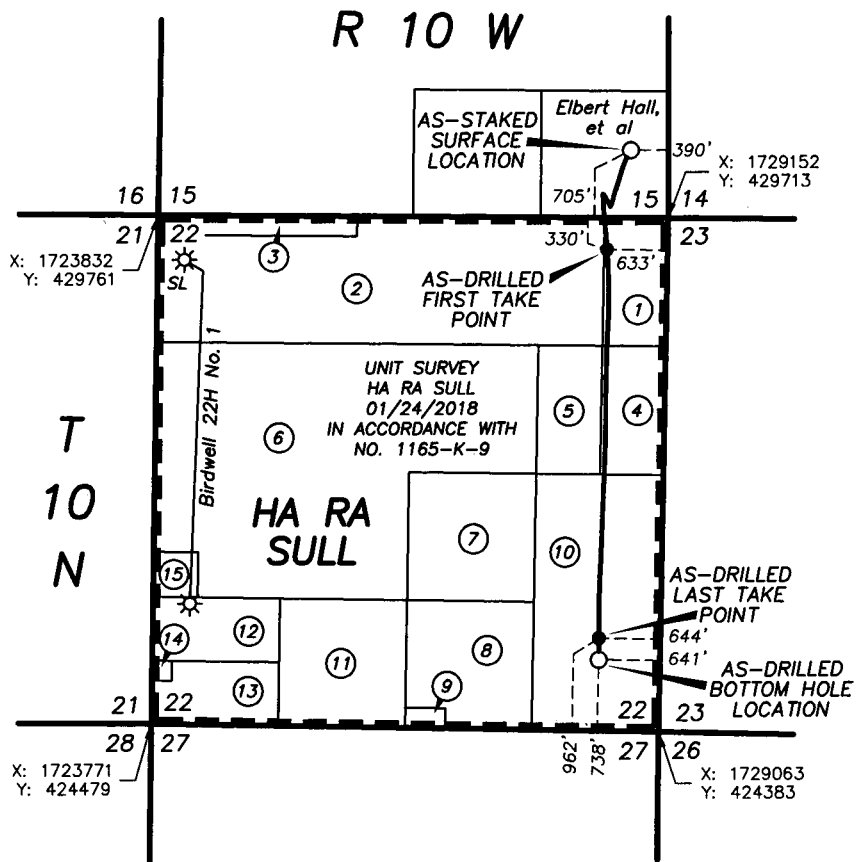 R 10 W
AS-STAKED
SURFACE
LOCATION
Elbert Hall,
et al
390'
705'
X: 1729152
Y: 429713
16 15
15 14
21 22
23
330'
633'
X: 1723832
Y: 429761
SL
3
2
AS-DRILLED
FIRST TAKE
POINT
1
Birdwell 22H No. 1
UNIT SURVEY
HA RA SULL
01/24/2018
IN ACCORDANCE WITH
NO. 1165-K-9
5
4
6
T
10
N
HA RA
SULL
7
10
15
AS-DRILLED
LAST TAKE
POINT
14
12
8
644'
11
641'
13
9
AS-DRILLED
BOTTOM HOLE
LOCATION
21 22
22 23
28 27
27 26
962'
738'
X: 1723771
Y: 424479
X: 1729063
Y: 424383